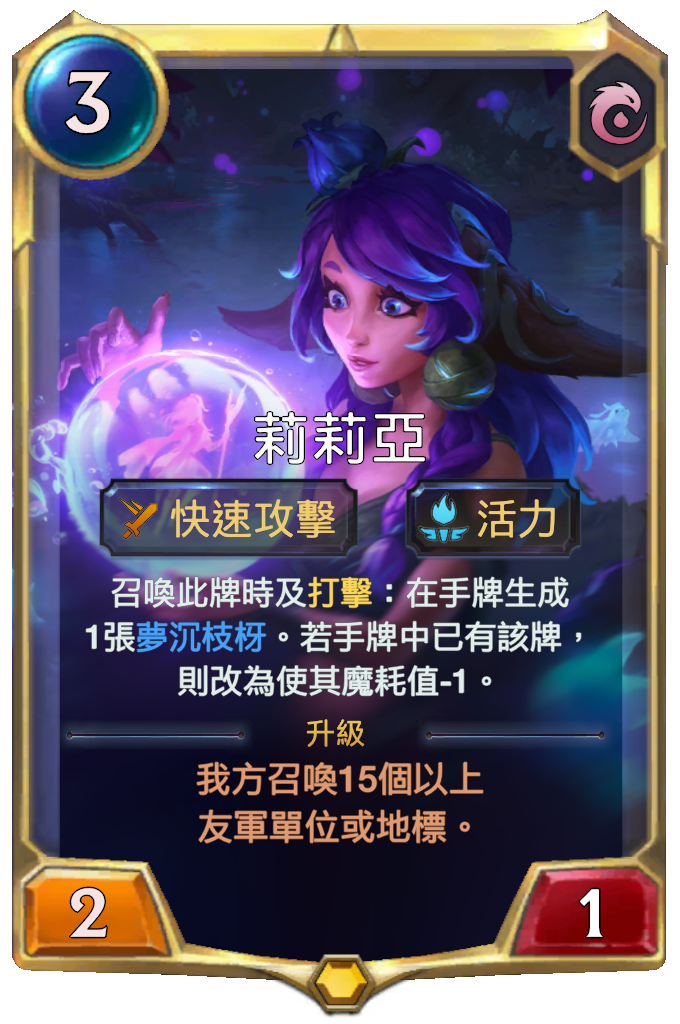 3
莉莉亞
快速攻擊 活力
召喚此牌時及打擊：在手牌生成
1張夢沉枝枒。若手牌中已有該牌，
則改為使其魔耗值-1。
升級
我方召喚15個以上
友軍單位或地標。
2 1